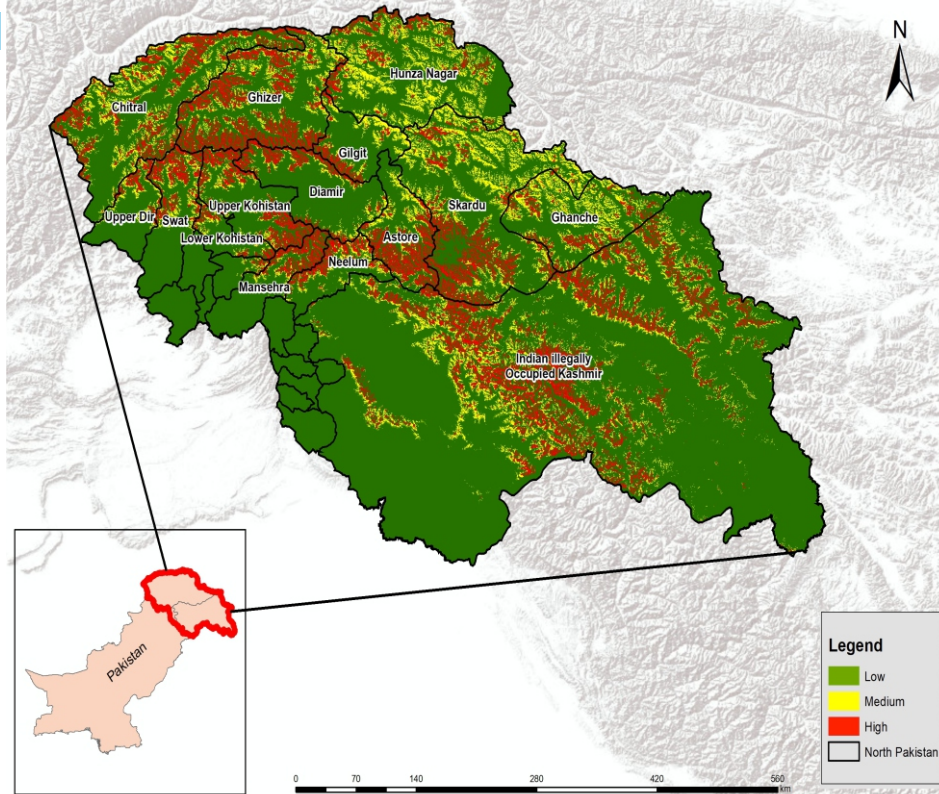 N
Hunza Nagar
Ghizer
Chitral
Gilgit
Diamir
Skardu
Upper Kohistan
Ghanche
Upper Dir
Swat
Lower Kohistan
Astore
Neelum
Mansehra
Indian illegally
Occupied Kashmir
Pakistan
Legend
Low
Medium
High
North Pakistan
0 70 140 280 420 560
km